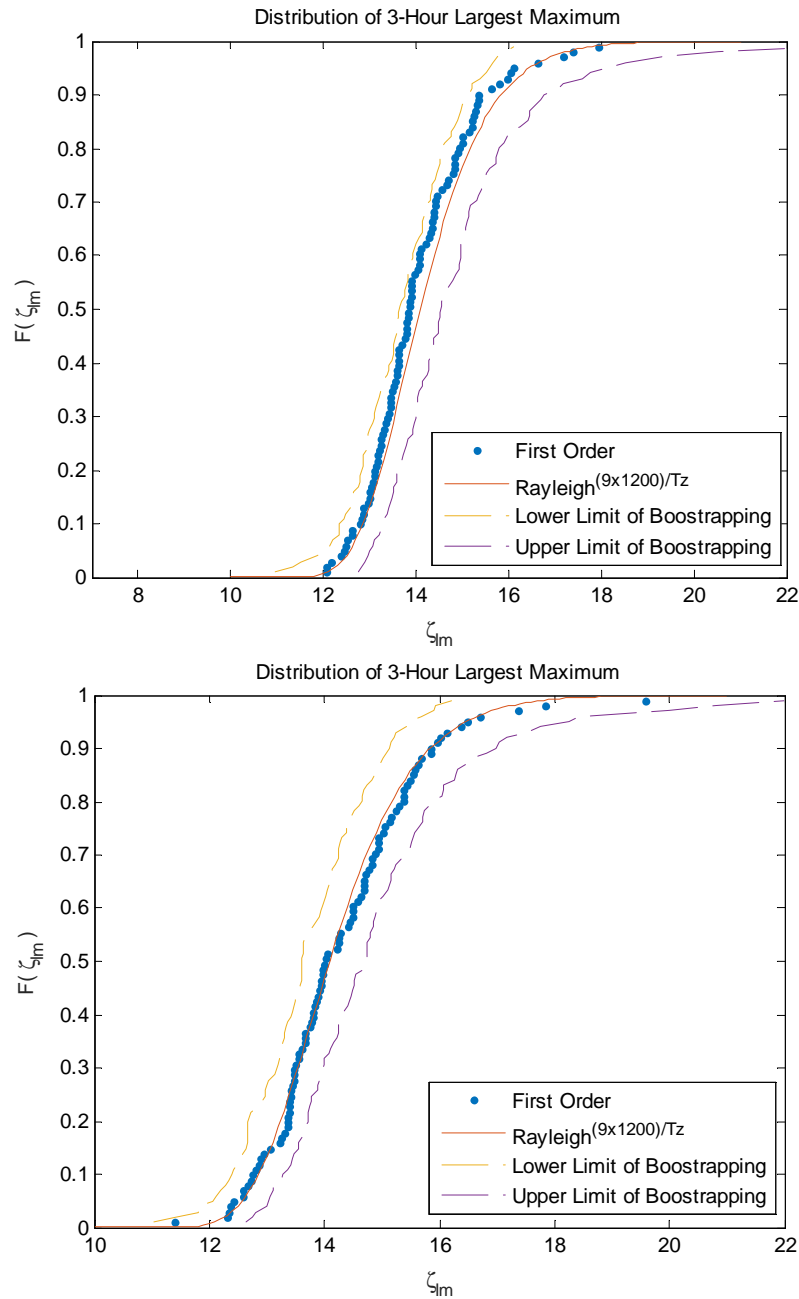 Distribution of 3-Hour Largest Maximum
1
0.9
0.8
0.7
0.6
0.5
0.4
0.3
0.2
0.1
0
F(ζlm)
First Order
Rayleigh(9x1200)/Tz
Lower Limit of Boostrapping
Upper Limit of Boostrapping
8 10 12 14 16 18 20 22
ζlm
Distribution of 3-Hour Largest Maximum
1
0.9
0.8
0.7
0.6
0.5
0.4
0.3
0.2
0.1
0
F(ζlm)
First Order
Rayleigh(9x1200)/Tz
Lower Limit of Boostrapping
Upper Limit of Boostrapping
10 12 14 16 18 20 22
ζlm